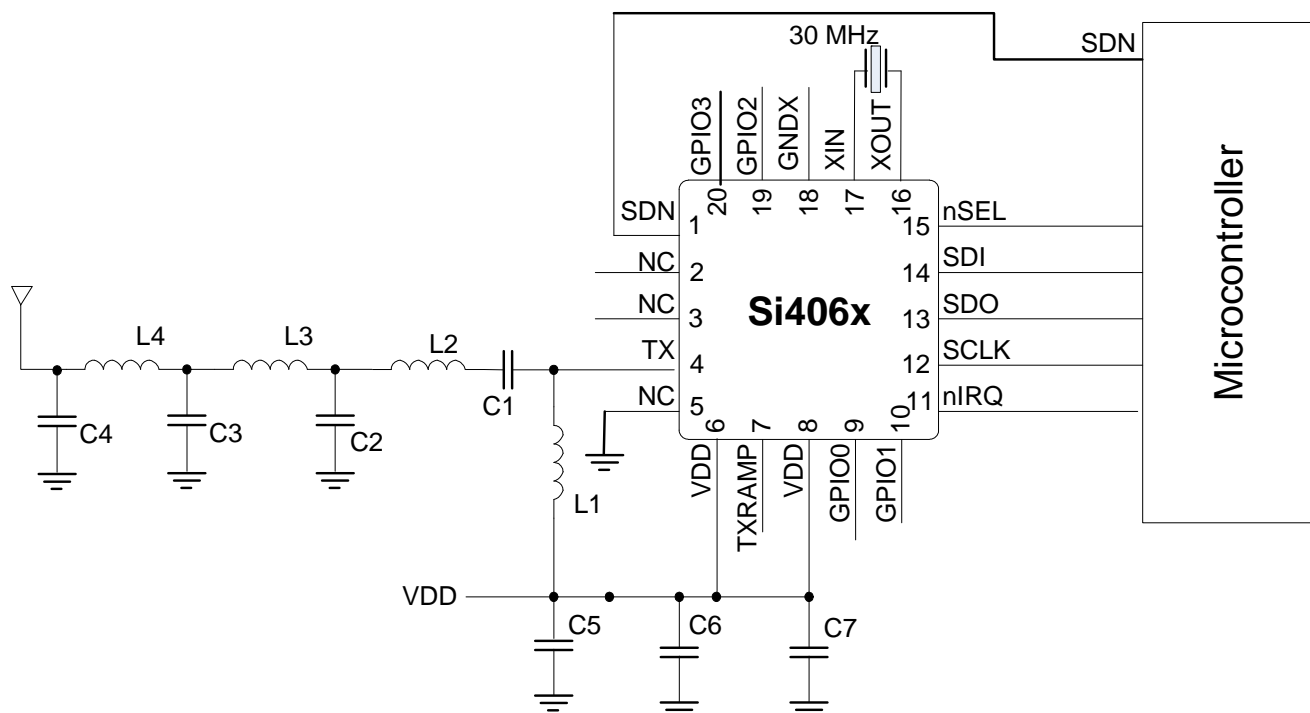 SDN
30 MHz
GPIO3
GPIO2
GNDX
XIN
XOUT
20
19
18
17
16
SDN
1
15
nSEL
NC
2
14
SDI
NC
3
Si406x
13
SDO
TX
4
12
SCLK
NC
5
11
nIRQ
6
7
8
9
10
VDD
TXRAMP
VDD
GPIO0
GPIO1
Microcontroller
L4
L3
L2
C1
C4
C3
C2
L1
VDD
C5
C6
C7